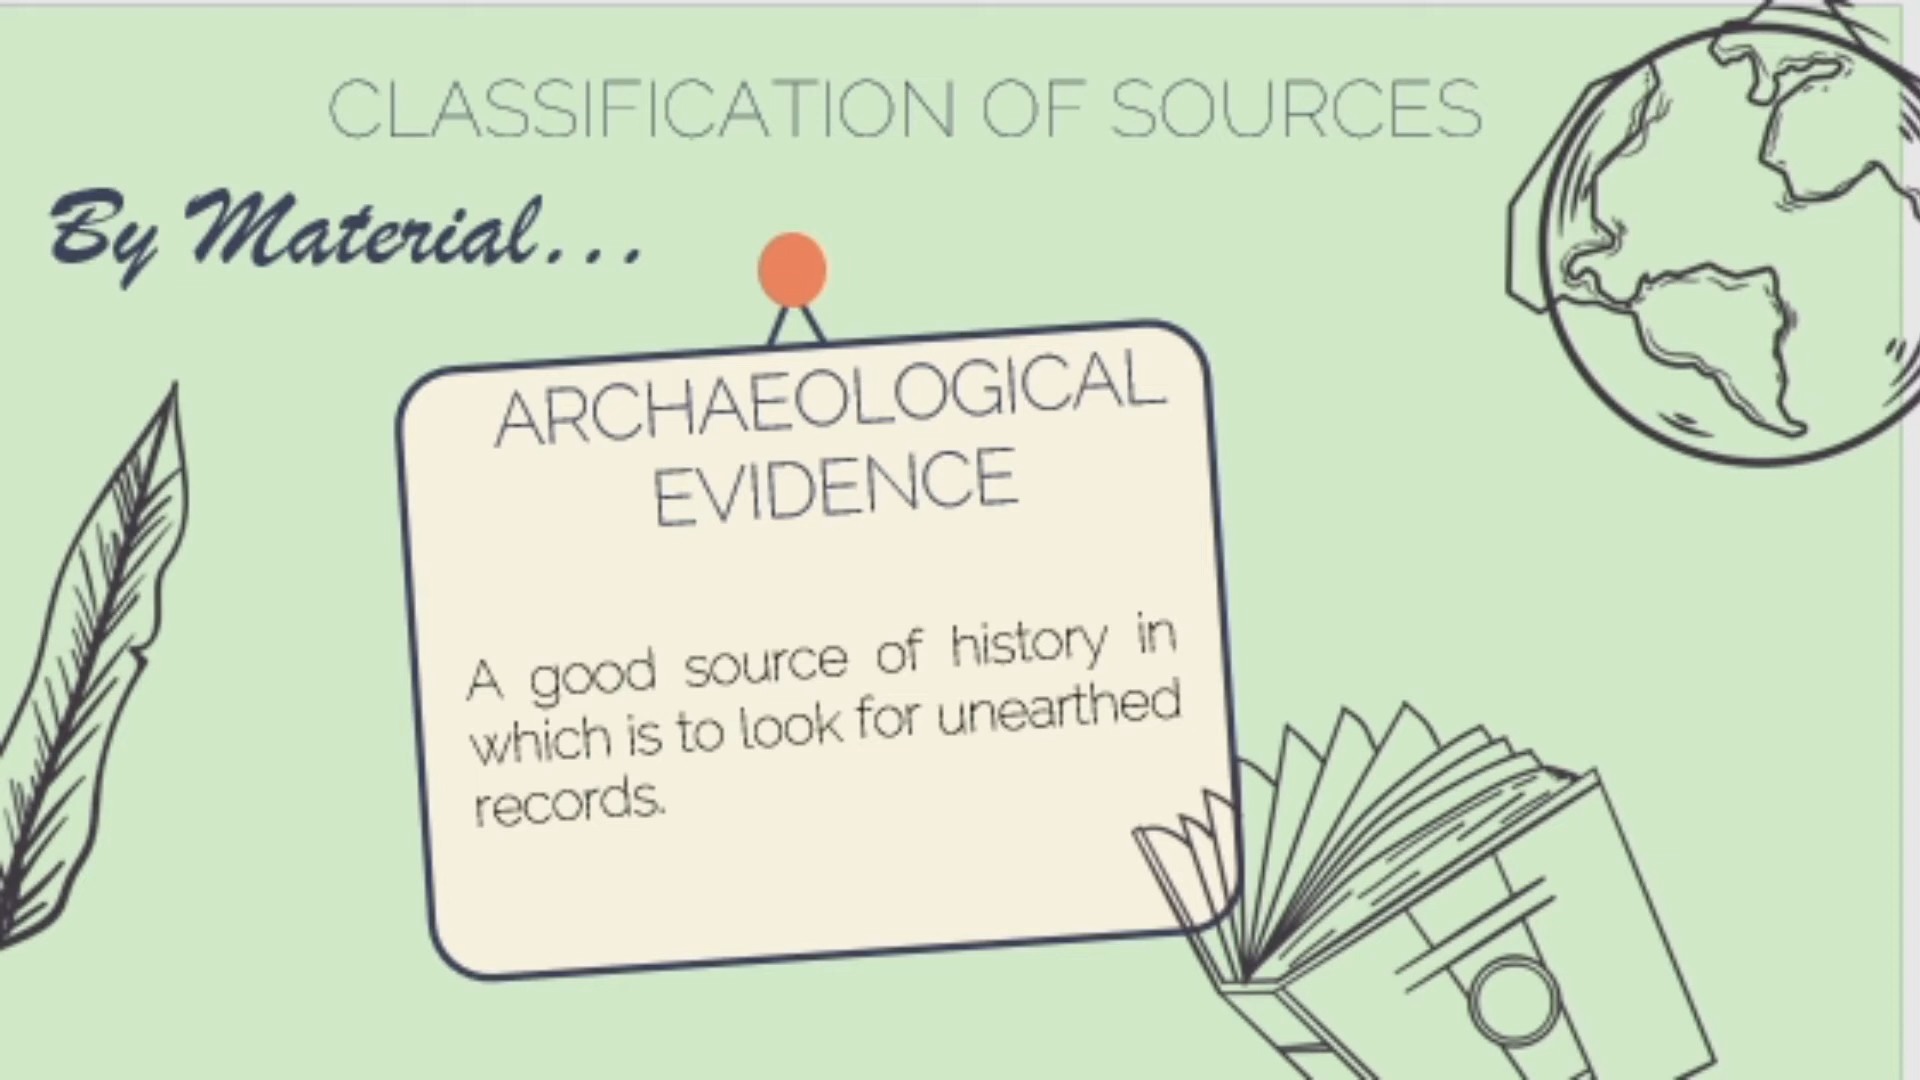 CLASSIFICATION OF SOURCES
By Material...
ARCHAEOLOGICAL
EVIDENCE
A good source of history in
which is to look for unearthed
records.